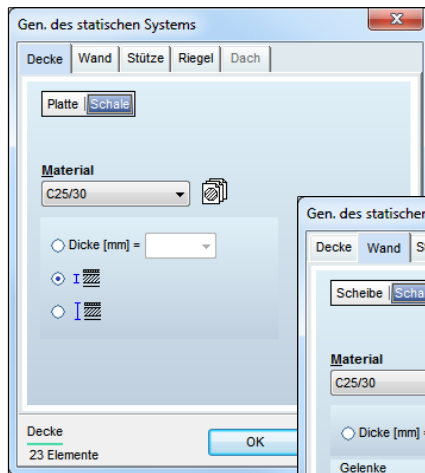 Gen. des statischen Systems
Decke Wand Stütze Riegel Dach
Platte Schale
Material
C25/30
Dicke [mm] =
Decke
23 Elemente
OK
Gen. des statischen
Decke Wand
Scheibe
Material
C25/30
Dicke [mm] =
Gelenke